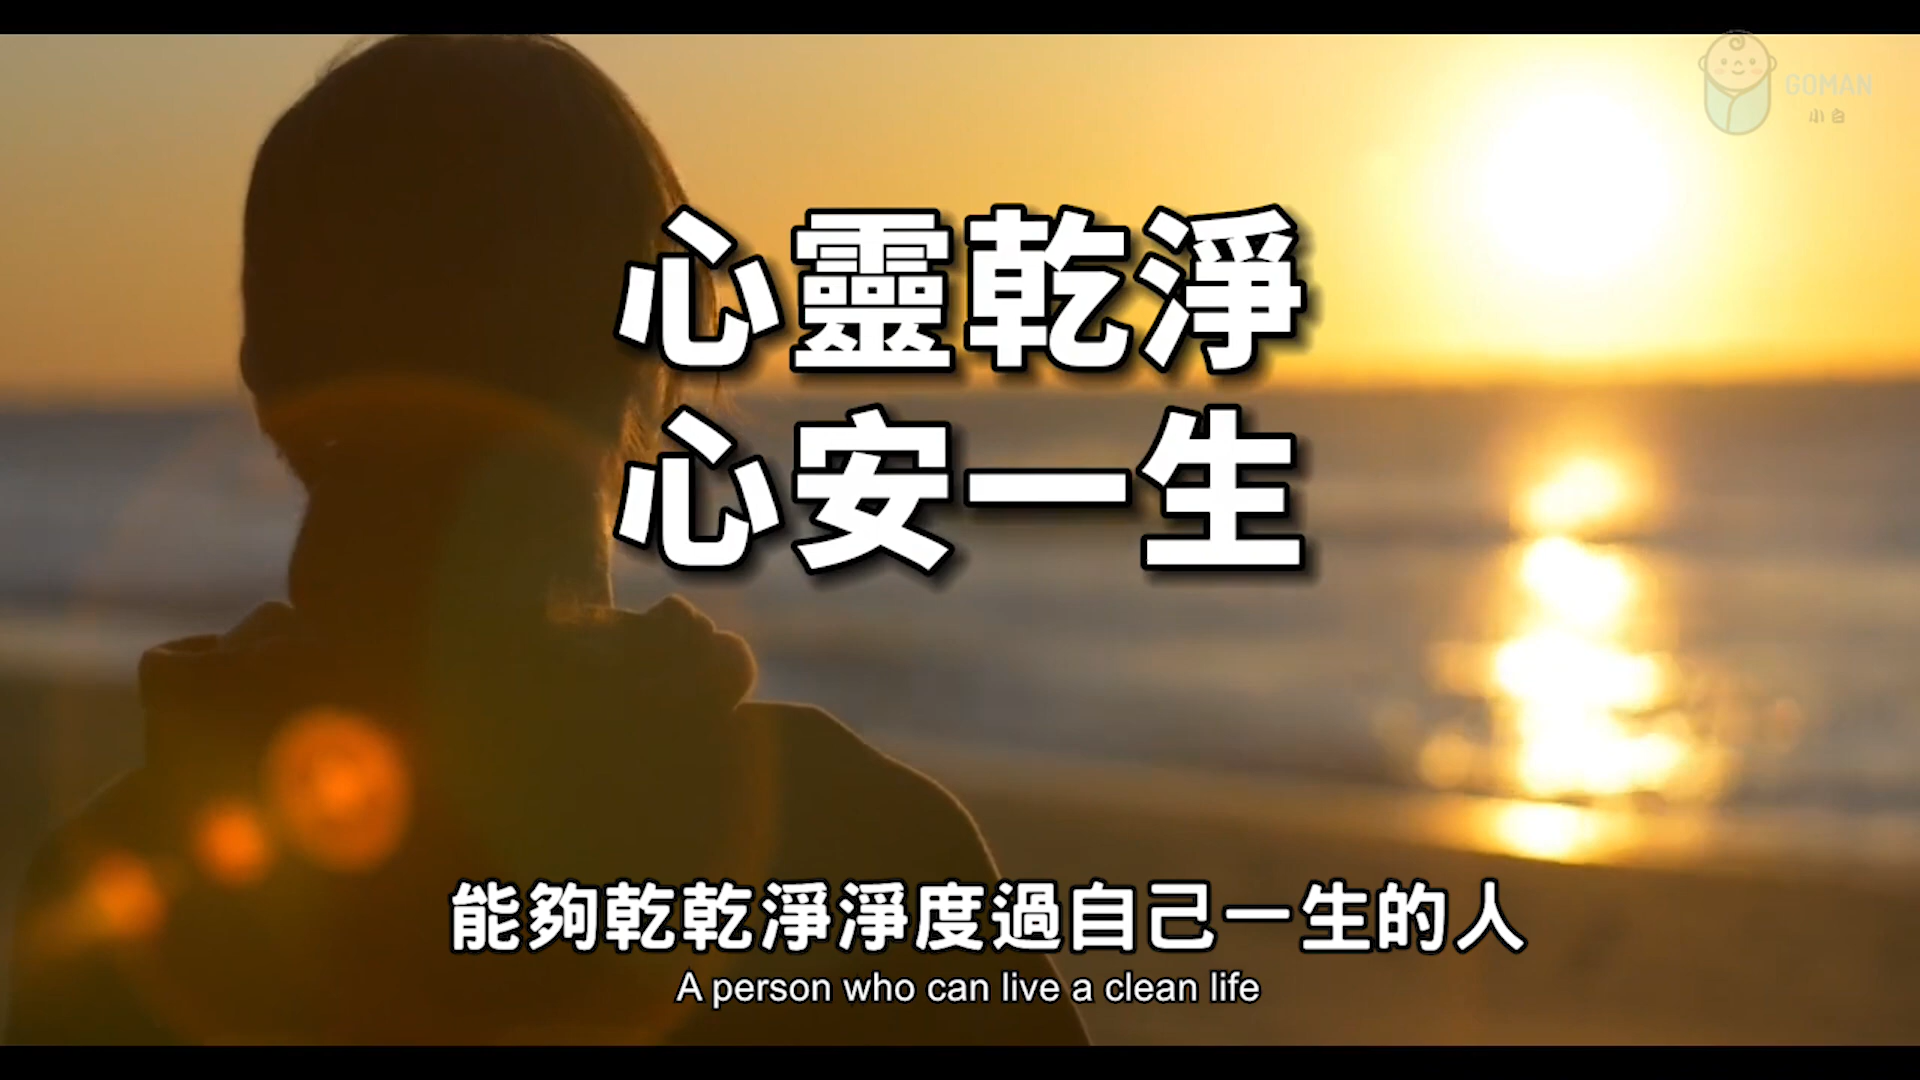 GOMAN
小白
心靈乾淨
心安一生
能夠乾乾淨淨度過自己一生的人
A person who can live a clean life